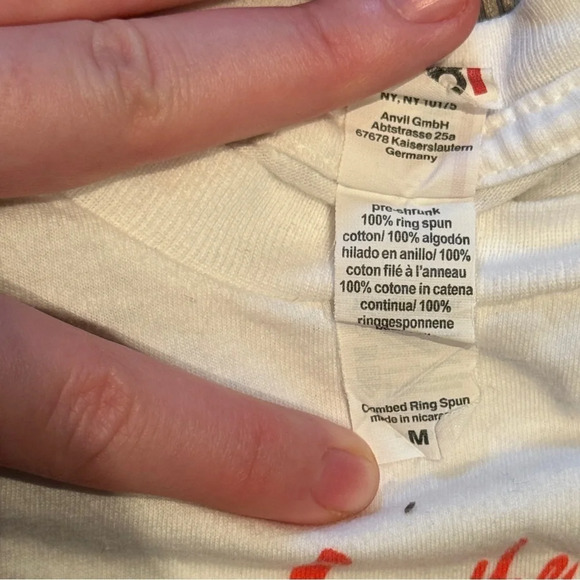 NY, NY 10175
Anvil GmbH
Abtstrasse 25a
67678 Kaiserslautern
Germany
pre-shrunk
100% ring spun
cotton/ 100% algodón
hilado en anillo/ 100%
coton filé à l'anneau
100% cotone in catena
continua/ 100%
ringgesponnene
Combed Ring Spun
made in
M